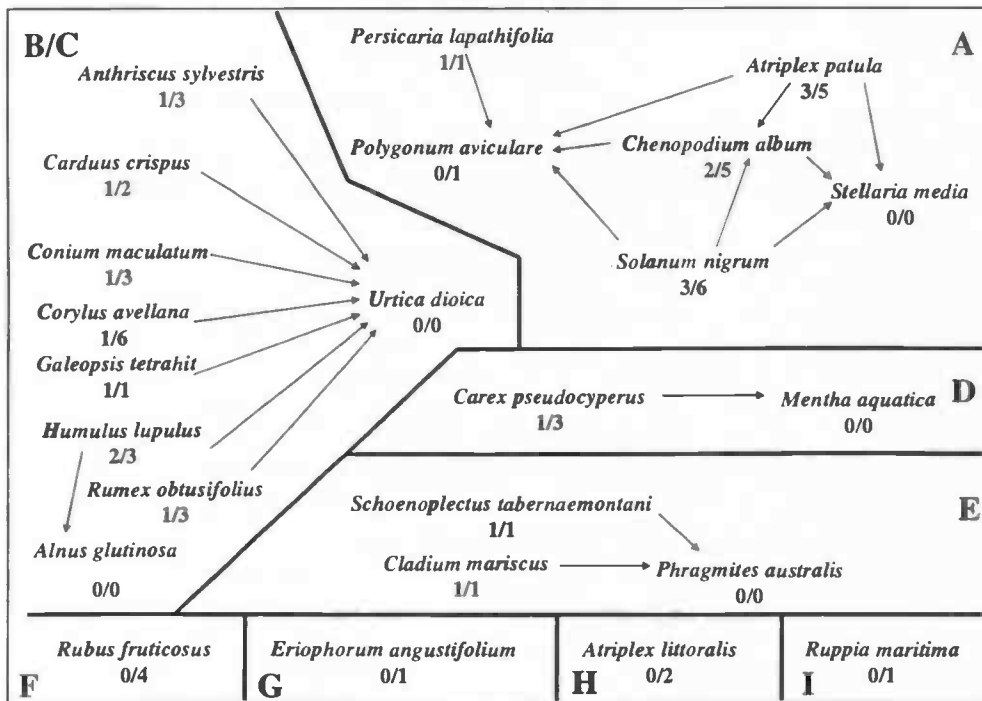 B/C
Anthriscus sylvestris
1/3
Carduus crispus
1/2
Conium maculatum
1/3
Corylus avellana
1/6
Galeopsis tetrahit
1/1
Humulus lupulus
2/3
Rumex obtusifolius
1/3
Alnus glutinosa
0/0
Urtica dioica
0/0
A
Persicaria lapathifolia
1/1
Atriplex patula
3/5
Polygonum aviculare
0/1
Chenopodium album
2/5
Stellaria media
0/0
Solanum nigrum
3/6
D
Carex pseudocyperus
1/3
Mentha aquatica
0/0
E
Schoenoplectus tabernaemontani
1/1
Cladium mariscus
1/1
Phragmites australis
0/0
Rubus fruticosus
0/4
F
Eriophorum angustifolium
0/1
G
Atriplex littoralis
0/2
H
Ruppia maritima
0/1
I